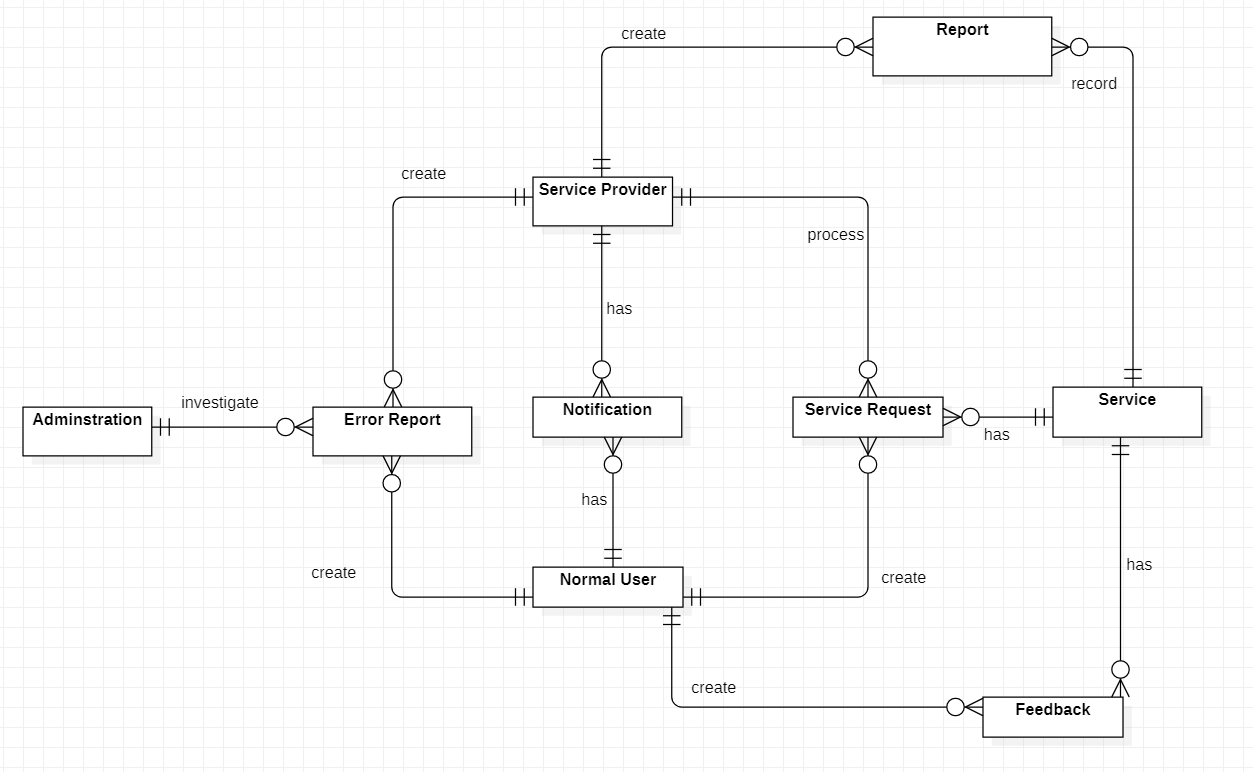 create
Report
record
create
Service Provider
process
has
investigate
Adminstration
Error Report
Notification
Service Request
has
Service
has
create
Normal User
create
has
create
Feedback